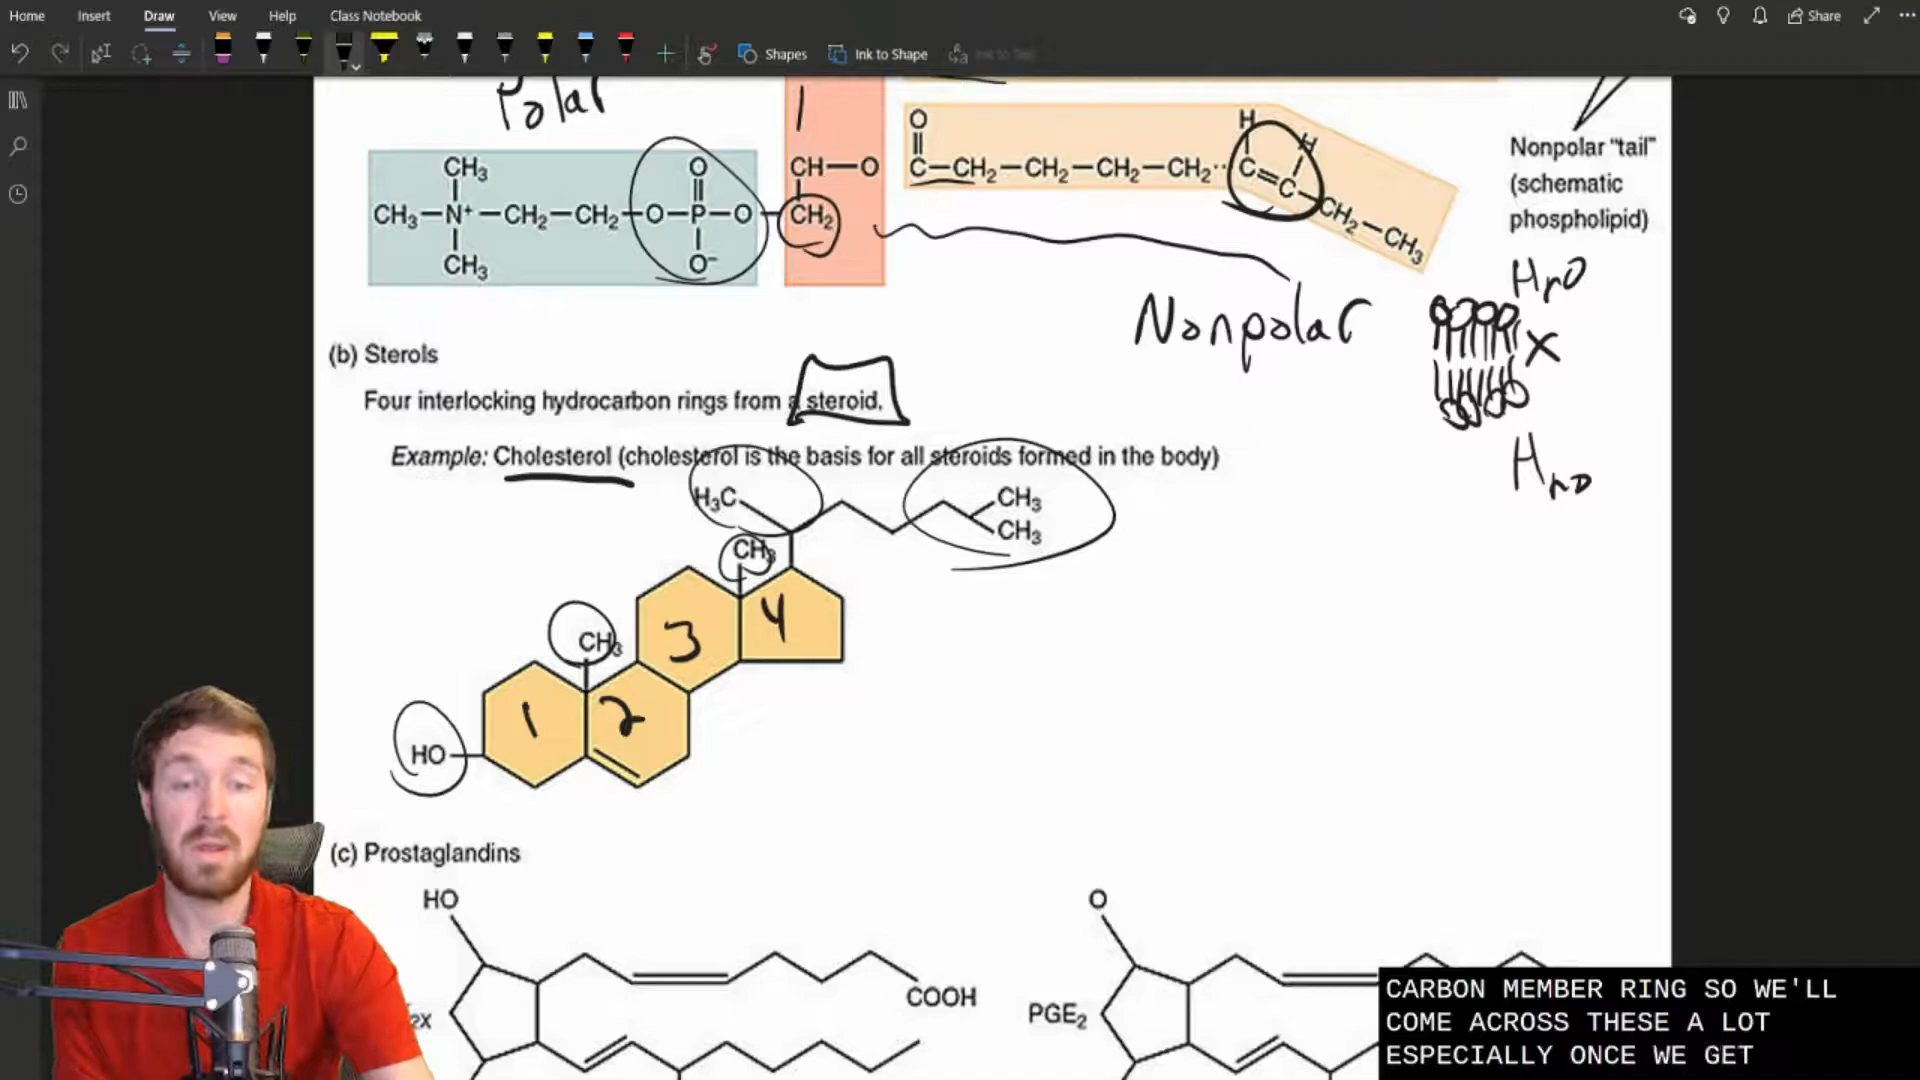 Home Insert Draw View Help Class Notebook
Share
Shapes Ink to Shape Ink to Text
Polar
CH₃
CH₃—N⁺—CH₂—CH₂—O—P—O—CH₂
CH₃
O
O⁻
CH—O
O
C—CH₂—CH₂—CH₂—CH₂··C=C—CH₂—CH₃
H
H
Nonpolar "tail"
(schematic
phospholipid)
Nonpolar
H₂O
X
H₂O
(b) Sterols
Four interlocking hydrocarbon rings from a steroid.
Example: Cholesterol (cholesterol is the basis for all steroids formed in the body)
H₃C
CH₃
CH₃
CH₃
CH₃
HO
1 2 3 4
(c) Prostaglandins
HO
COOH
O
PGE₂
CARBON MEMBER RING SO WE'LL
COME ACROSS THESE A LOT
ESPECIALLY ONCE WE GET